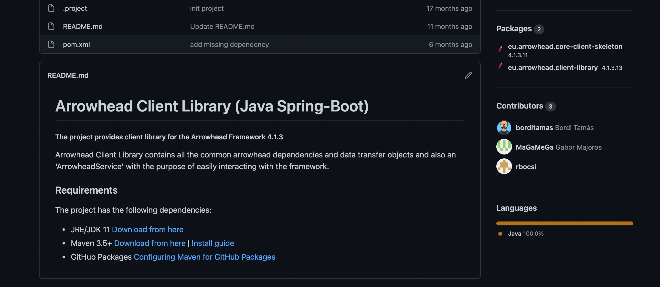 .project init project 17 months ago
README.md Update README.md 11 months ago
pom.xml add missing dependency 6 months ago
README.md
Arrowhead Client Library (Java Spring-Boot)
The project provides client library for the Arrowhead Framework 4.1.3
Arrowhead Client Library contains all the common arrowhead dependencies and data transfer objects and also an
'ArrowheadService' with the purpose of easily interacting with the framework.
Requirements
The project has the following dependencies:
• JRE/JDK 11 Download from here
• Maven 3.5+ Download from here | Install guide
• GitHub Packages Configuring Maven for GitHub Packages
Packages 2
eu.arrowhead.core-client-skeleton
4.1.3.11
eu.arrowhead.client-library 4.1.3.13
Contributors 3
borditamas Bordi Tamás
MaGaMeGa Gabor Majoros
rbocsi
Languages
Java 100.0%